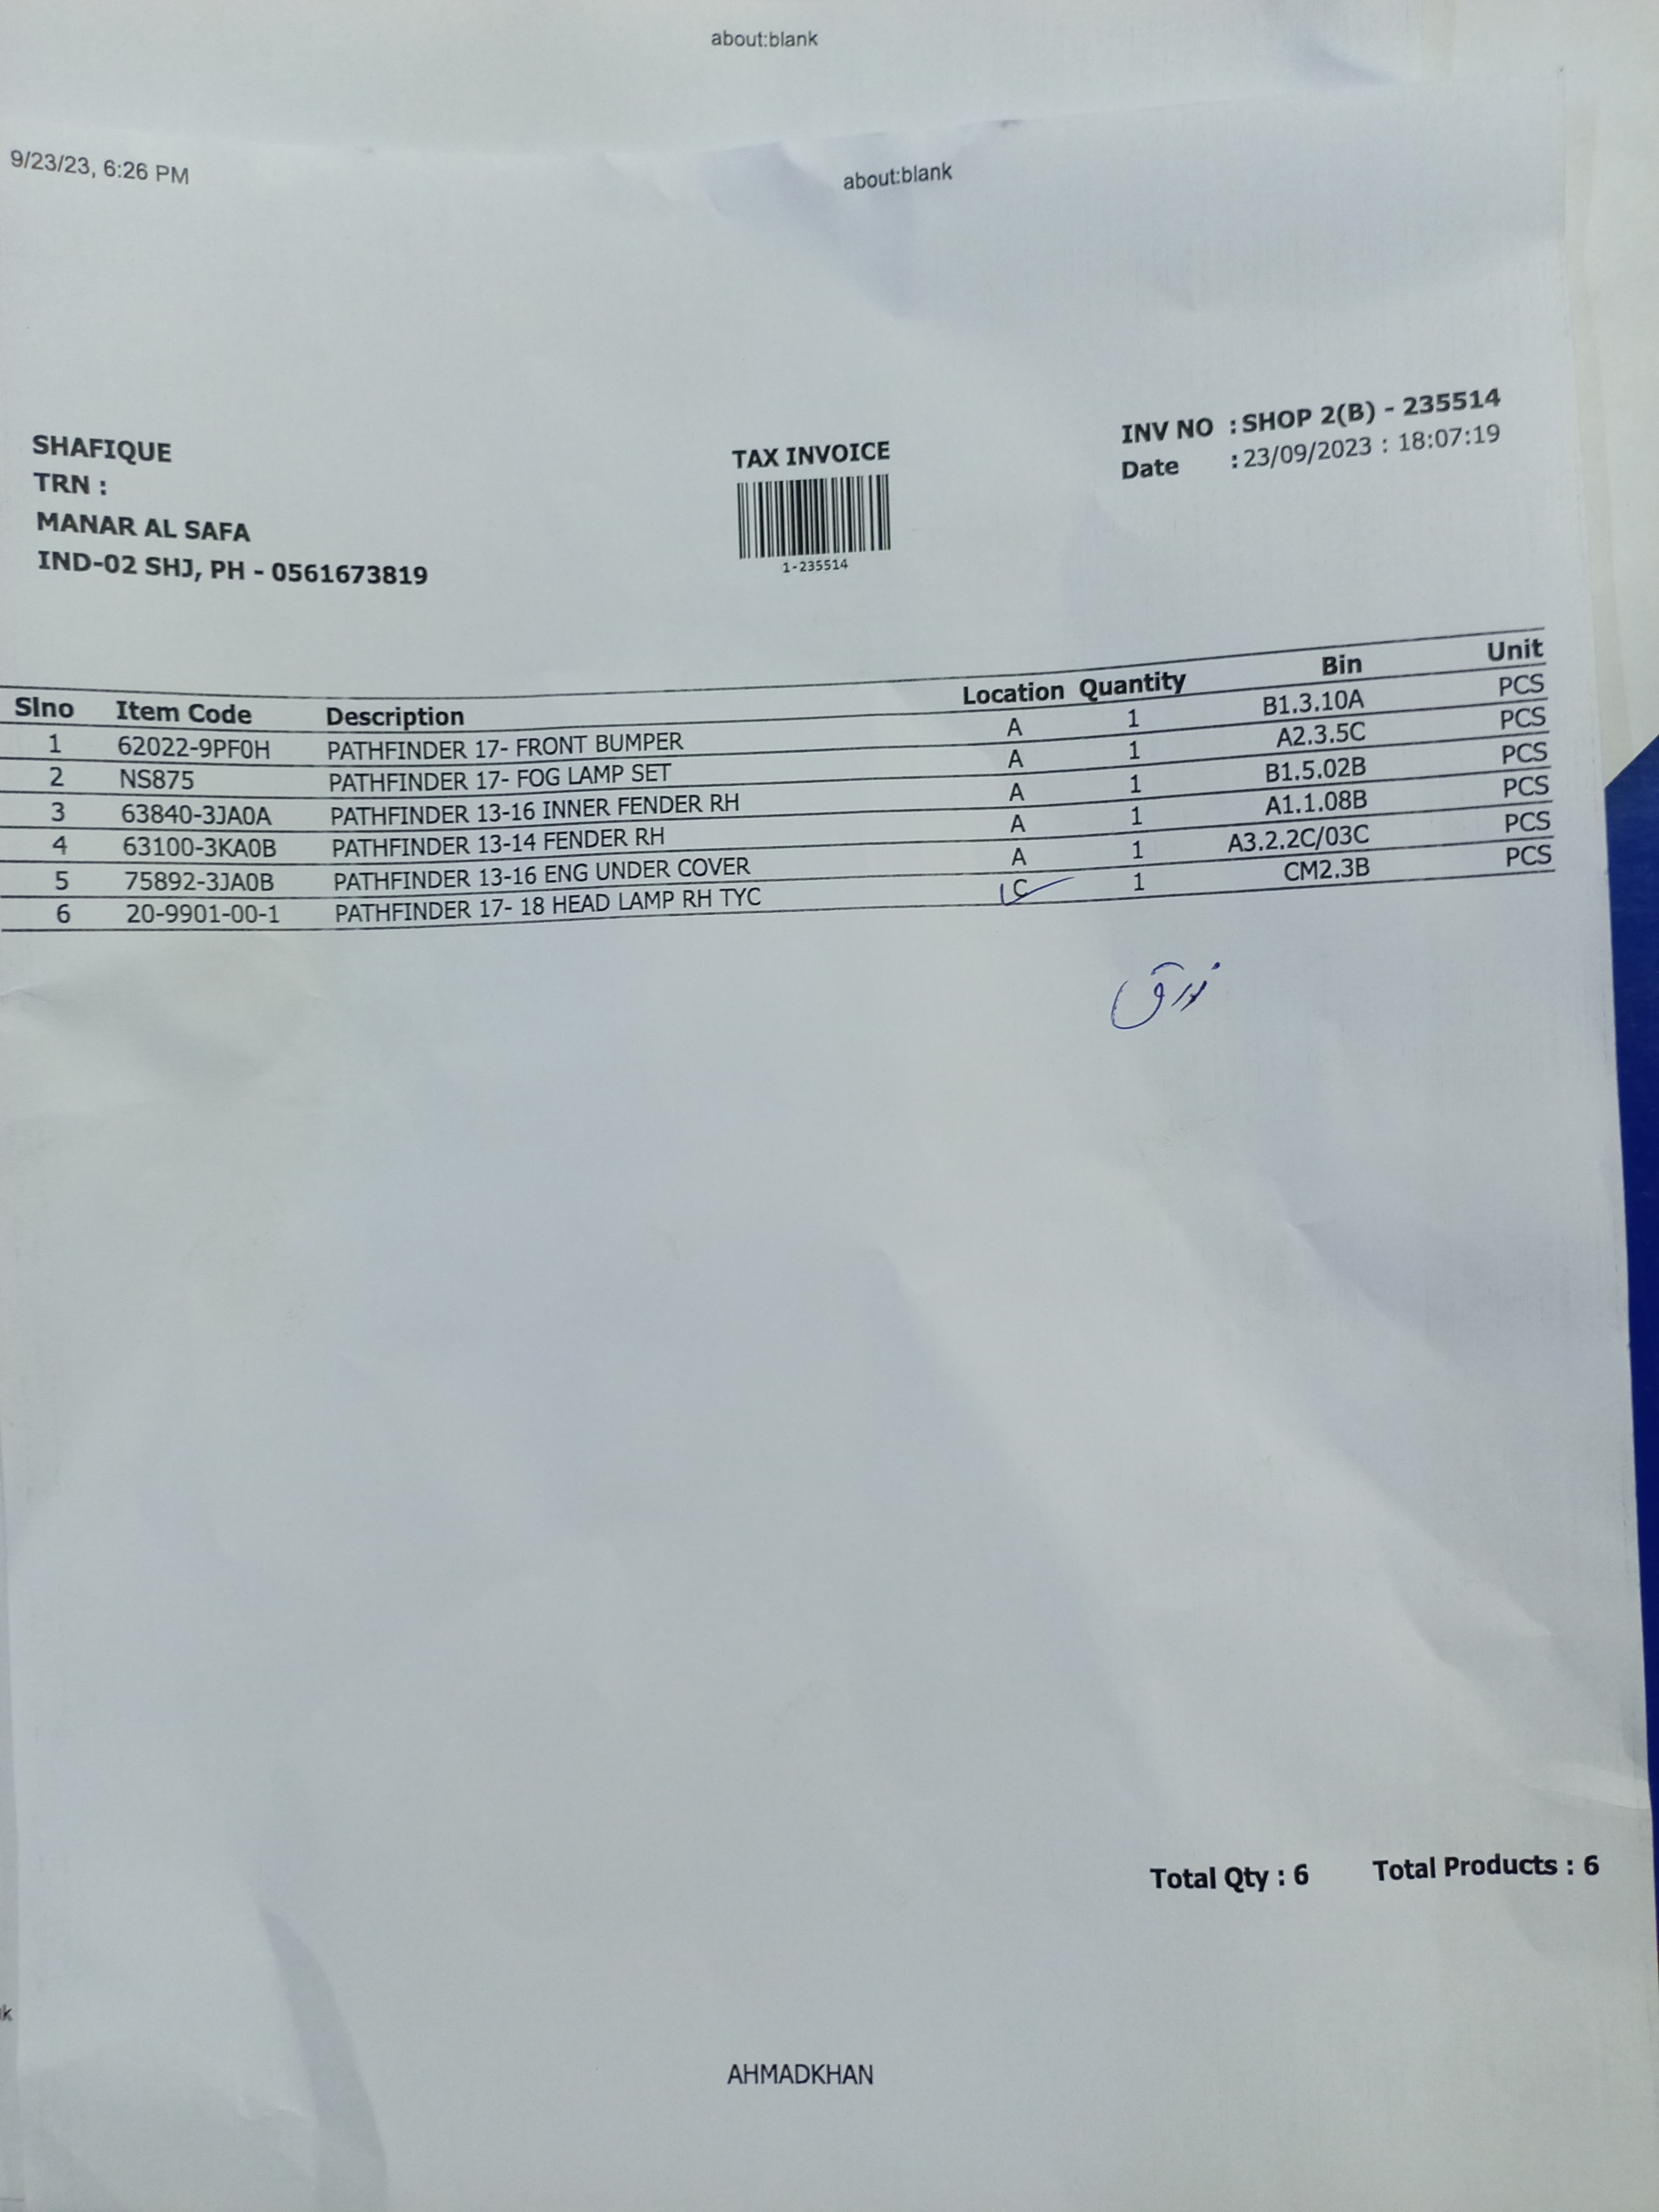 about:blank
9/23/23, 6:26 PM
about:blank
SHAFIQUE
TRN :
MANAR AL SAFA
IND-02 SHJ, PH - 0561673819
TAX INVOICE
1-235514
INV NO : SHOP 2(B) - 235514
Date : 23/09/2023 : 18:07:19
Slno Item Code Description Location Quantity Bin Unit
1 62022-9PF0H PATHFINDER 17- FRONT BUMPER A 1 B1.3.10A PCS
2 NS875 PATHFINDER 17- FOG LAMP SET A 1 A2.3.5C PCS
3 63840-3JA0A PATHFINDER 13-16 INNER FENDER RH A 1 B1.5.02B PCS
4 63100-3KA0B PATHFINDER 13-14 FENDER RH A 1 A1.1.08B PCS
5 75892-3JA0B PATHFINDER 13-16 ENG UNDER COVER A 1 A3.2.2C/03C PCS
6 20-9901-00-1 PATHFINDER 17- 18 HEAD LAMP RH TYC C 1 CM2.3B PCS
Total Qty : 6 Total Products : 6
AHMADKHAN